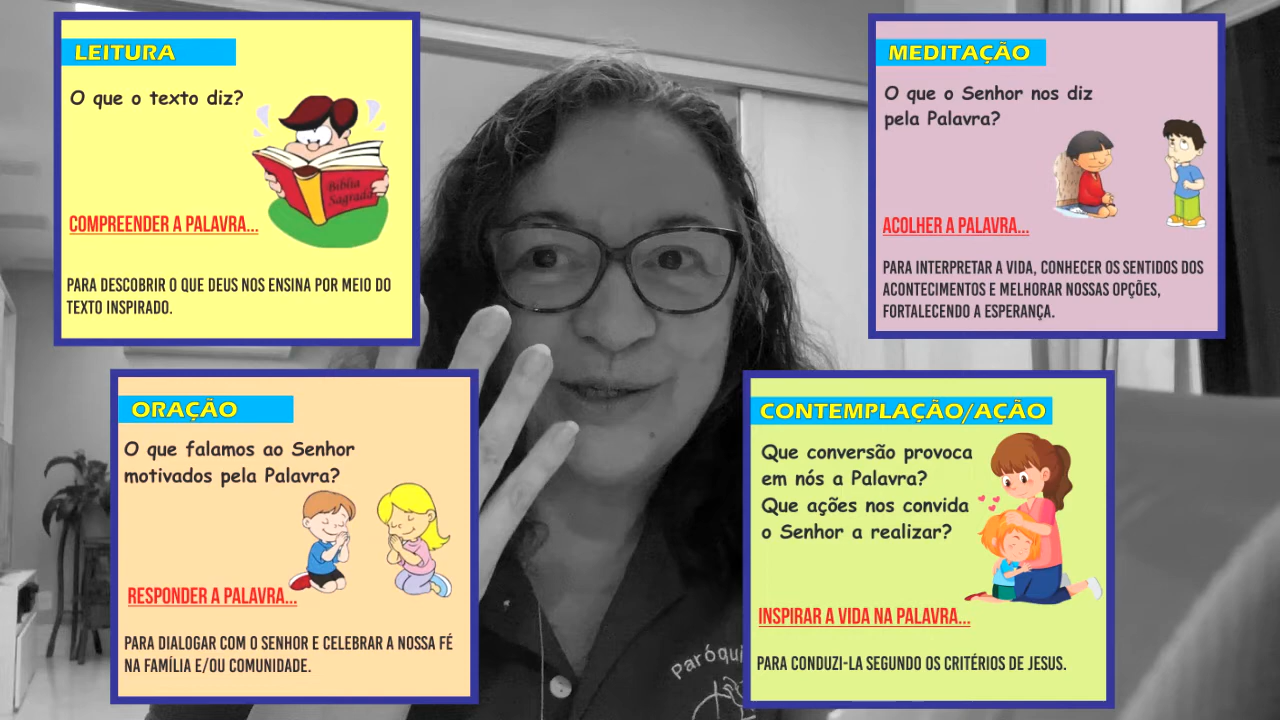 LEITURA
O que o texto diz?
Bíblia
Sagrada
COMPREENDER A PALAVRA...
PARA DESCOBRIR O QUE DEUS NOS ENSINA POR MEIO DO
TEXTO INSPIRADO.
MEDITAÇÃO
O que o Senhor nos diz
pela Palavra?
ACOLHER A PALAVRA...
PARA INTERPRETAR A VIDA, CONHECER OS SENTIDOS DOS
ACONTECIMENTOS E MELHORAR NOSSAS OPÇÕES,
FORTALECENDO A ESPERANÇA.
ORAÇÃO
O que falamos ao Senhor
motivados pela Palavra?
RESPONDER A PALAVRA...
PARA DIALOGAR COM O SENHOR E CELEBRAR A NOSSA FÉ
NA FAMÍLIA E/OU COMUNIDADE.
CONTEMPLAÇÃO/AÇÃO
Que conversão provoca
em nós a Palavra?
Que ações nos convida
o Senhor a realizar?
INSPIRAR A VIDA NA PALAVRA...
PARA CONDUZI-LA SEGUNDO OS CRITÉRIOS DE JESUS.